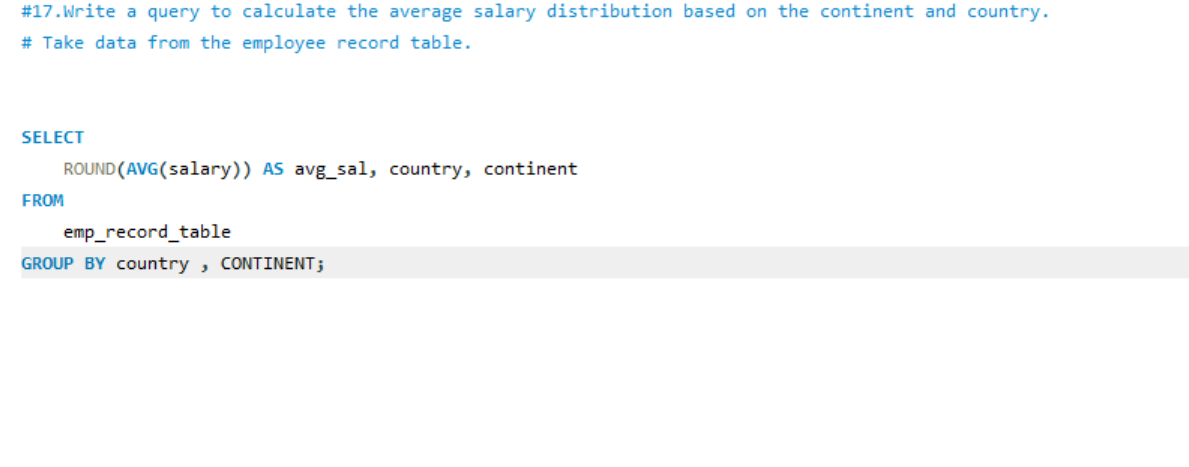 #17.Write a query to calculate the average salary distribution based on the continent and country.
# Take data from the employee record table.
SELECT
ROUND(AVG(salary)) AS avg_sal, country, continent
FROM
emp_record_table
GROUP BY country , CONTINENT;